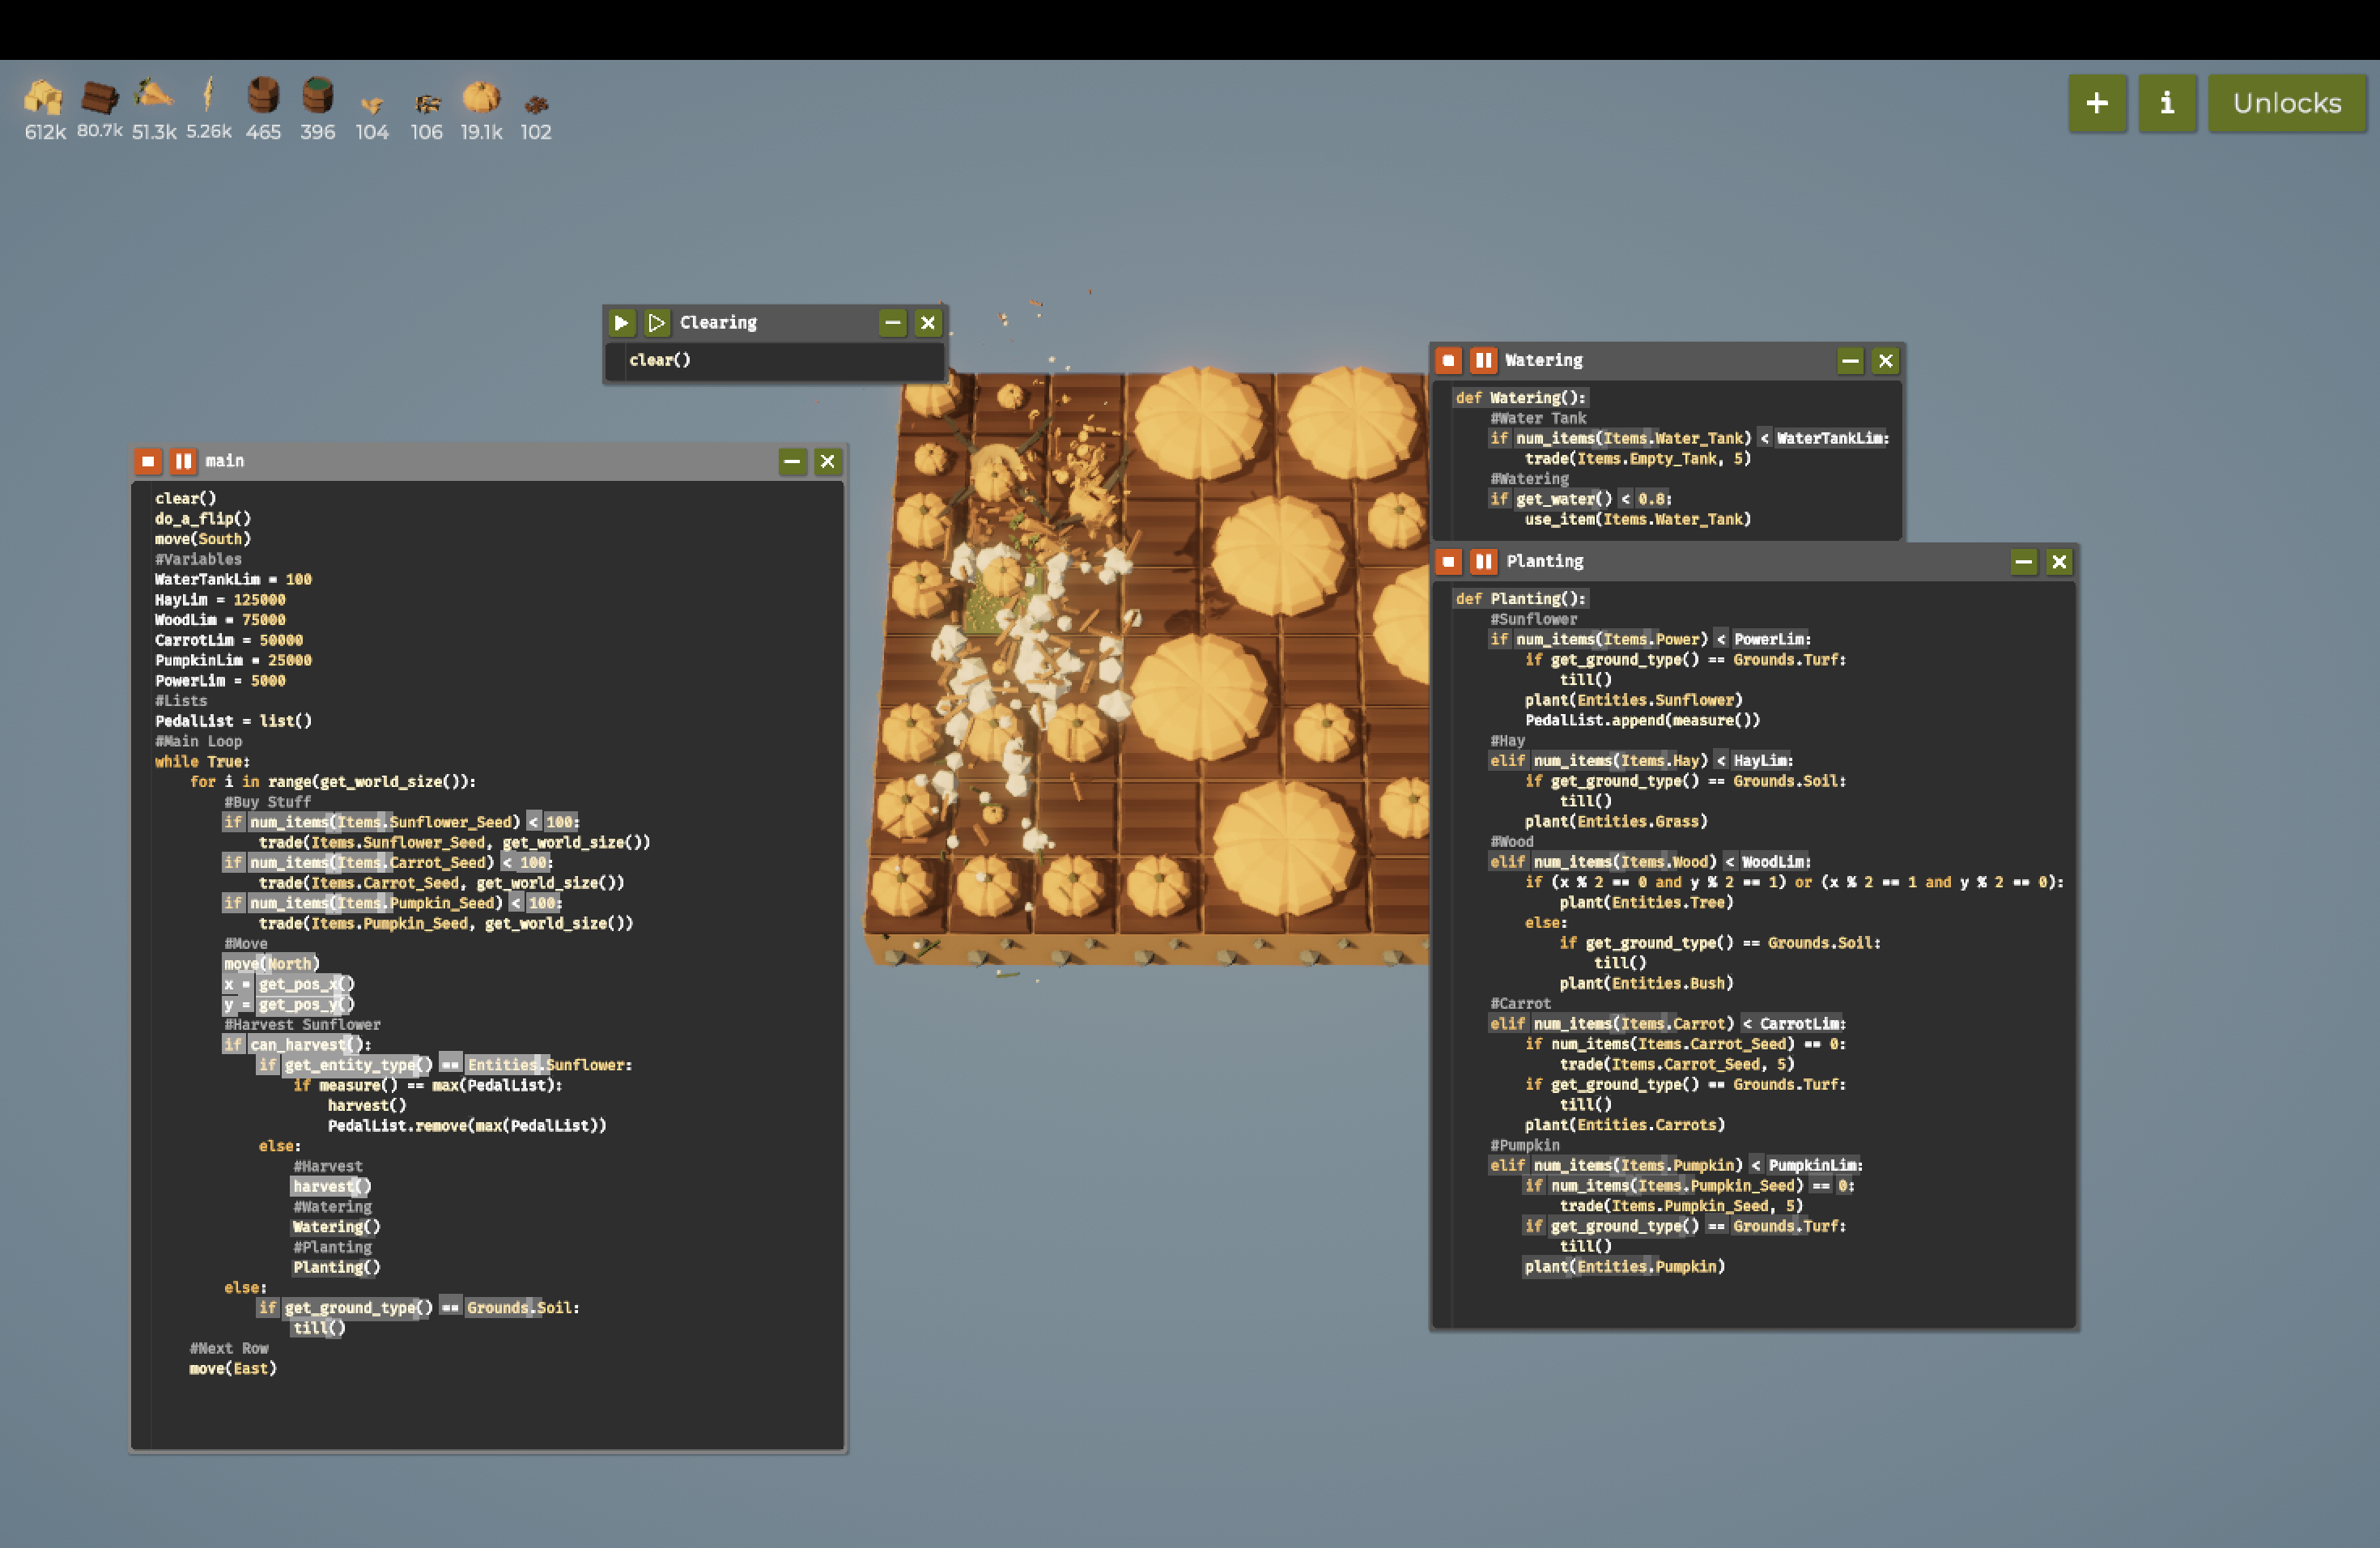 612k 80.7k 51.3k 5.26k 465 396 104 106 19.1k 102
+ i Unlocks
Clearing
clear()
main
clear()
do_a_flip()
move(South)
#Variables
WaterTankLim = 100
HayLim = 125000
WoodLim = 75000
CarrotLim = 50000
PumpkinLim = 25000
PowerLim = 5000
#Lists
PedalList = list()
#Main Loop
while True:
    for i in range(get_world_size()):
        #Buy Stuff
        if num_items(Items.Sunflower_Seed) < 100:
            trade(Items.Sunflower_Seed, get_world_size())
        if num_items(Items.Carrot_Seed) < 100:
            trade(Items.Carrot_Seed, get_world_size())
        if num_items(Items.Pumpkin_Seed) < 100:
            trade(Items.Pumpkin_Seed, get_world_size())
        #Move
        move(North)
        x = get_pos_x()
        y = get_pos_y()
        #Harvest Sunflower
        if can_harvest():
            if get_entity_type() == Entities.Sunflower:
                if measure() == max(PedalList):
                    harvest()
                    PedalList.remove(max(PedalList))
            else:
                #Harvest
                harvest()
                #Watering
                Watering()
                #Planting
                Planting()
        else:
            if get_ground_type() == Grounds.Soil:
                till()
    #Next Row
    move(East)
Watering
def Watering():
    #Water Tank
    if num_items(Items.Water_Tank) < WaterTankLim:
        trade(Items.Empty_Tank, 5)
    #Watering
    if get_water() < 0.8:
        use_item(Items.Water_Tank)
Planting
def Planting():
    #Sunflower
    if num_items(Items.Power) < PowerLim:
        if get_ground_type() == Grounds.Turf:
            till()
        plant(Entities.Sunflower)
        PedalList.append(measure())
    #Hay
    elif num_items(Items.Hay) < HayLim:
        if get_ground_type() == Grounds.Soil:
            till()
        plant(Entities.Grass)
    #Wood
    elif num_items(Items.Wood) < WoodLim:
        if (x % 2 == 0 and y % 2 == 1) or (x % 2 == 1 and y % 2 == 0):
            plant(Entities.Tree)
        else:
            if get_ground_type() == Grounds.Soil:
                till()
            plant(Entities.Bush)
    #Carrot
    elif num_items(Items.Carrot) < CarrotLim:
        if num_items(Items.Carrot_Seed) == 0:
            trade(Items.Carrot_Seed, 5)
        if get_ground_type() == Grounds.Turf:
            till()
        plant(Entities.Carrots)
    #Pumpkin
    elif num_items(Items.Pumpkin) < PumpkinLim:
        if num_items(Items.Pumpkin_Seed) == 0:
            trade(Items.Pumpkin_Seed, 5)
        if get_ground_type() == Grounds.Turf:
            till()
        plant(Entities.Pumpkin)